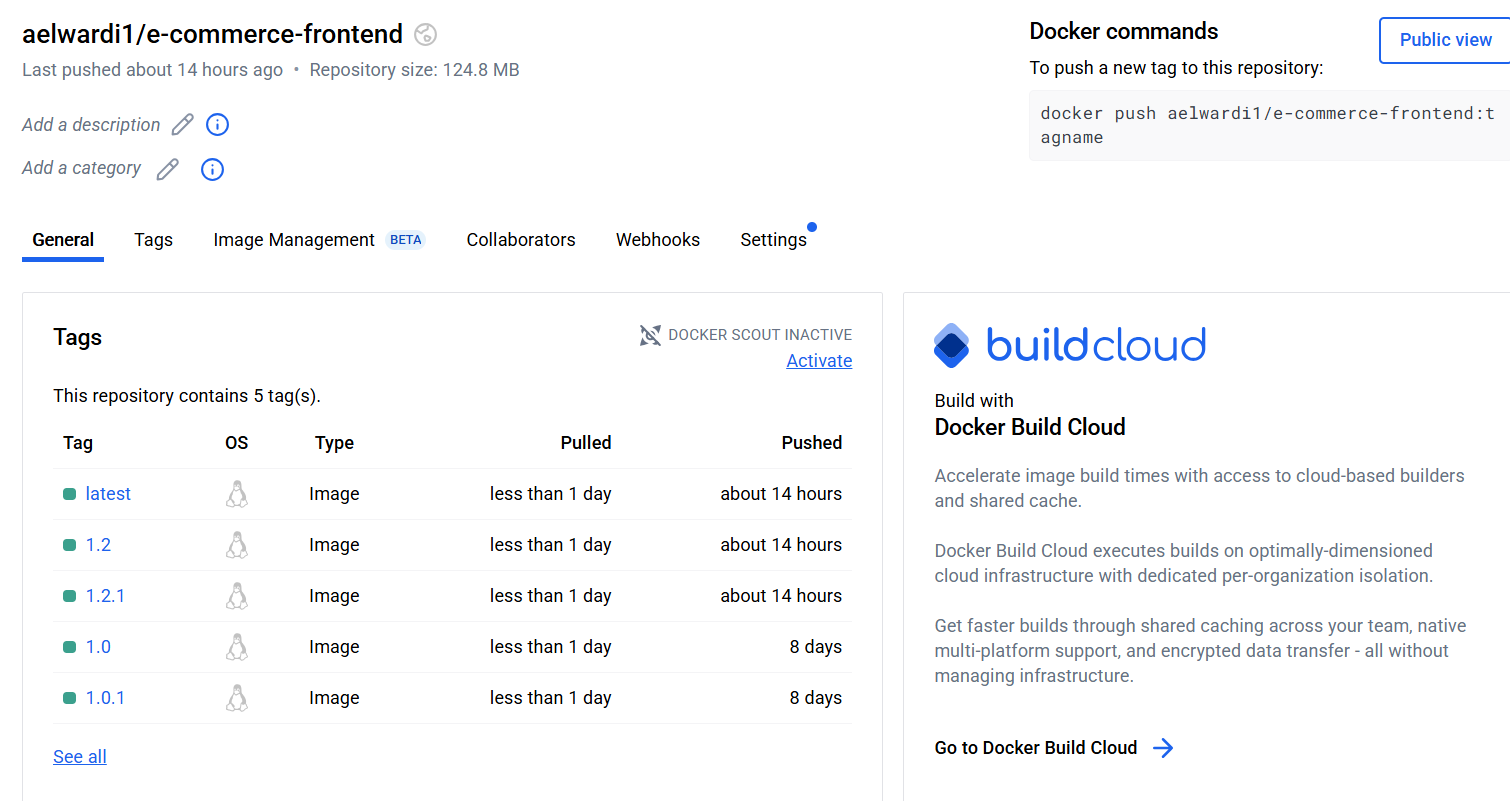 aelwardi1/e-commerce-frontend
Last pushed about 14 hours ago • Repository size: 124.8 MB
Add a description
Add a category
Docker commands
Public view
To push a new tag to this repository:
docker push aelwardi1/e-commerce-frontend:t
agname
General Tags Image Management BETA Collaborators Webhooks Settings
Tags
DOCKER SCOUT INACTIVE
Activate
This repository contains 5 tag(s).
Tag OS Type Pulled Pushed
latest Image less than 1 day about 14 hours
1.2 Image less than 1 day about 14 hours
1.2.1 Image less than 1 day about 14 hours
1.0 Image less than 1 day 8 days
1.0.1 Image less than 1 day 8 days
See all
buildcloud
Build with
Docker Build Cloud
Accelerate image build times with access to cloud-based builders
and shared cache.
Docker Build Cloud executes builds on optimally-dimensioned
cloud infrastructure with dedicated per-organization isolation.
Get faster builds through shared caching across your team, native
multi-platform support, and encrypted data transfer - all without
managing infrastructure.
Go to Docker Build Cloud